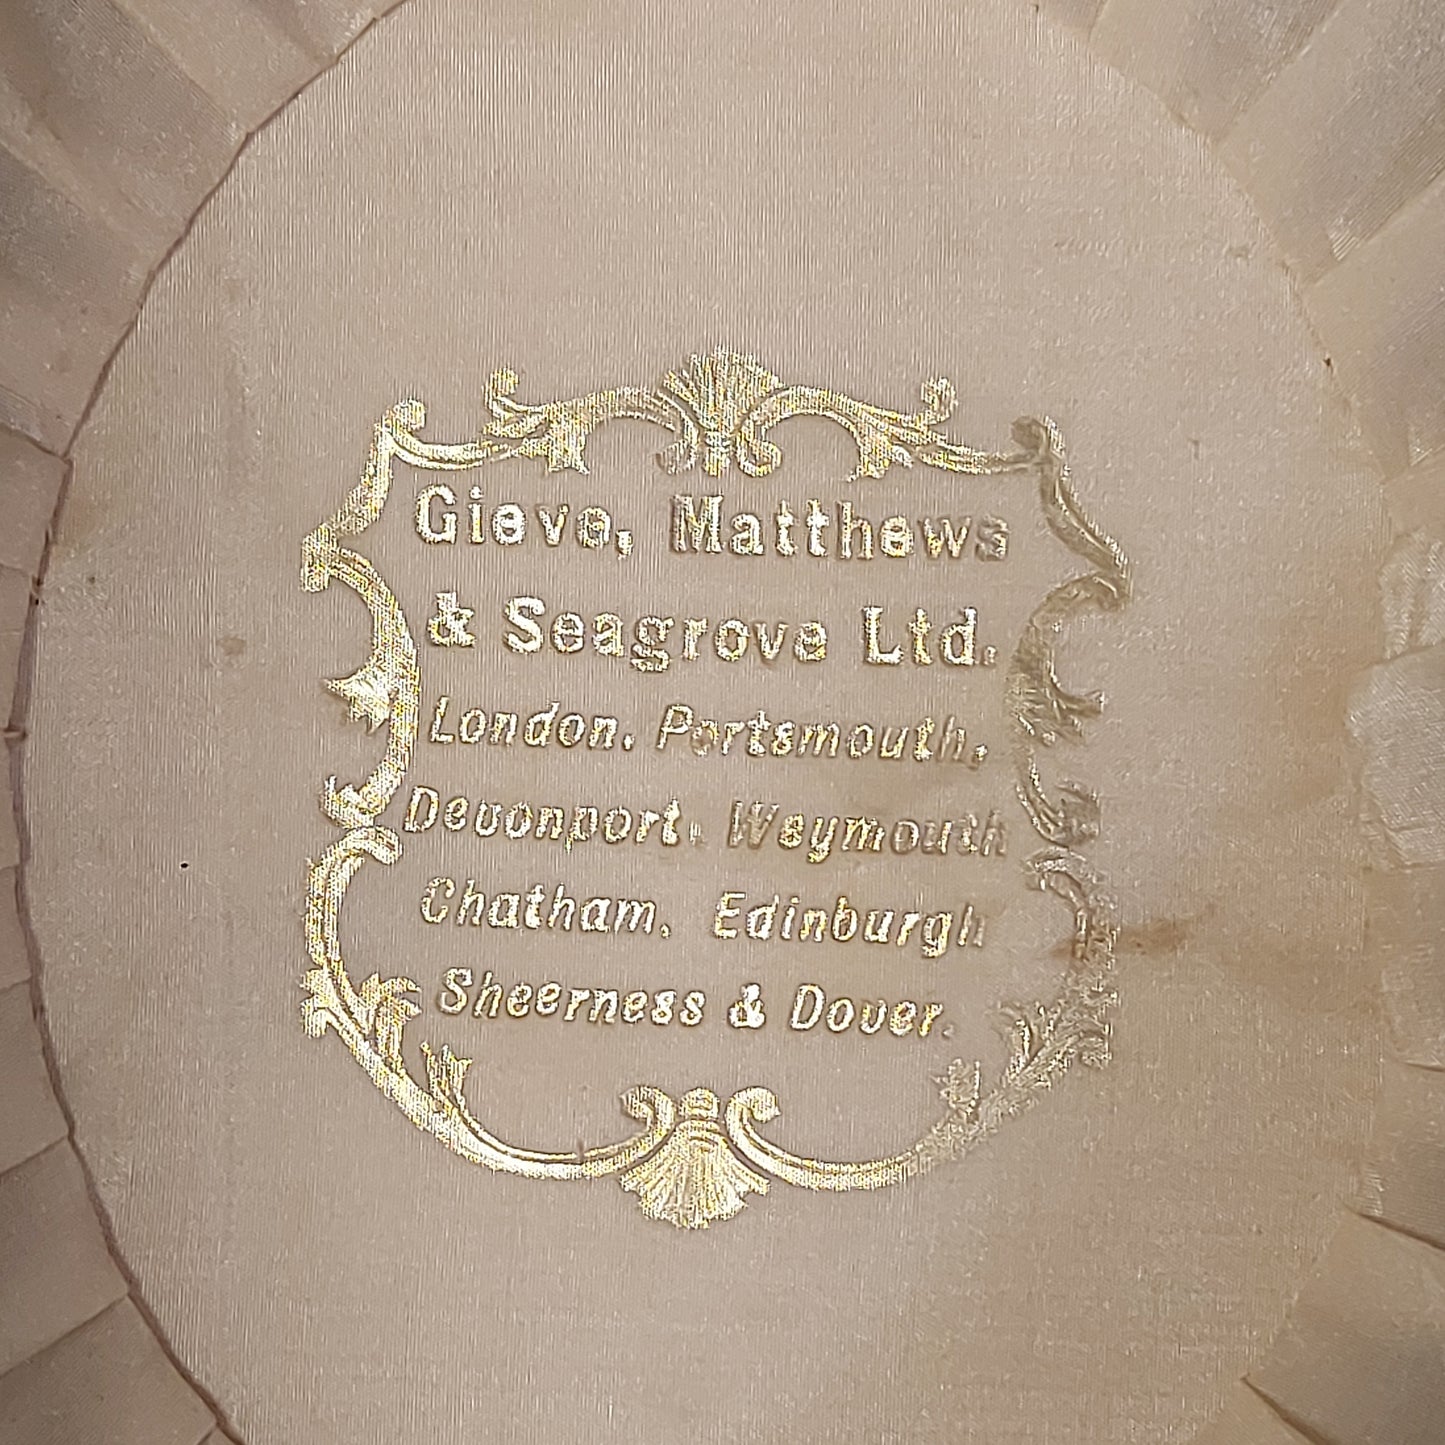 Gieve, Matthews
& Seagrove Ltd.
London, Portsmouth,
Devonport, Weymouth
Chatham, Edinburgh
Sheerness & Dover.